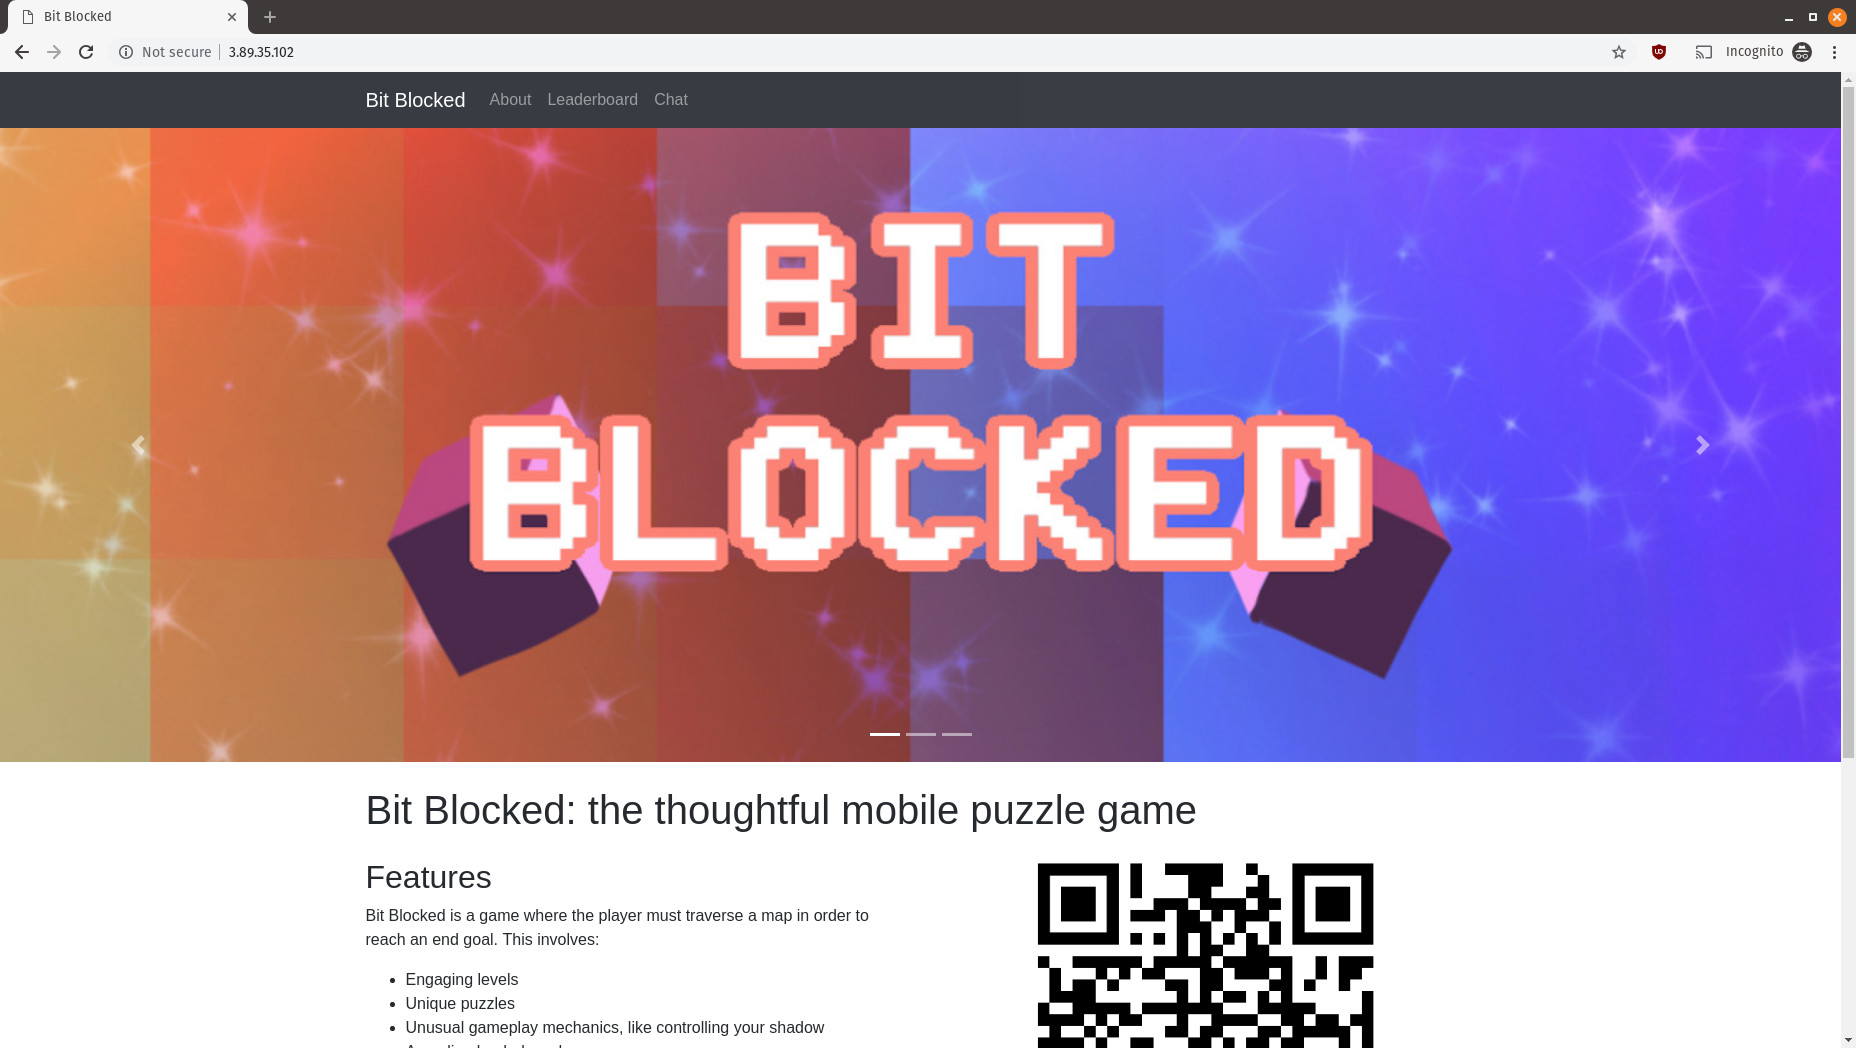 Bit Blocked
Not secure
3.89.35.102
Incognito
Bit Blocked About Leaderboard Chat
BIT
BLOCKED
Bit Blocked: the thoughtful mobile puzzle game
Features
Bit Blocked is a game where the player must traverse a map in order to
reach an end goal. This involves:
Engaging levels
Unique puzzles
Unusual gameplay mechanics, like controlling your shadow